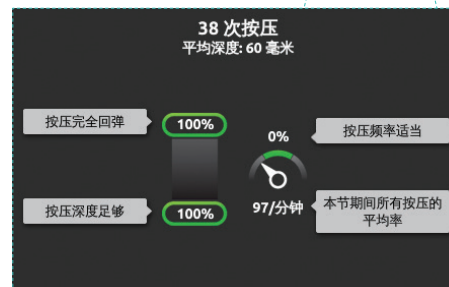 38 次按压
平均深度: 60 毫米
按压完全回弹
100%
0%
按压频率适当
按压深度足够
100%
97/分钟
本节期间所有按压的
平均率